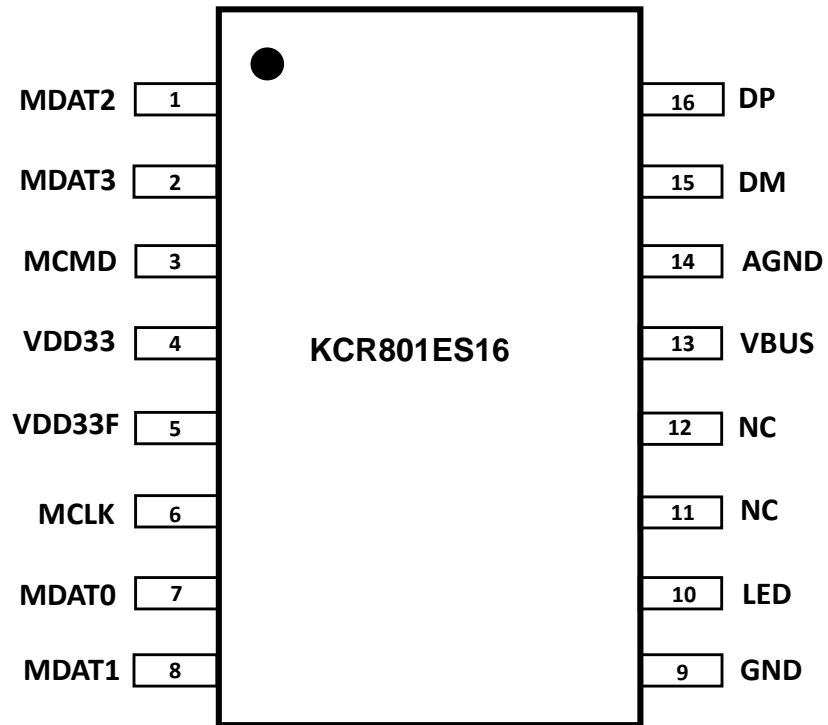 MDAT2 1 16 DP
MDAT3 2 15 DM
MCMD 3 14 AGND
VDD33 4 KCR801ES16 13 VBUS
VDD33F 5 12 NC
MCLK 6 11 NC
MDAT0 7 10 LED
MDAT1 8 9 GND